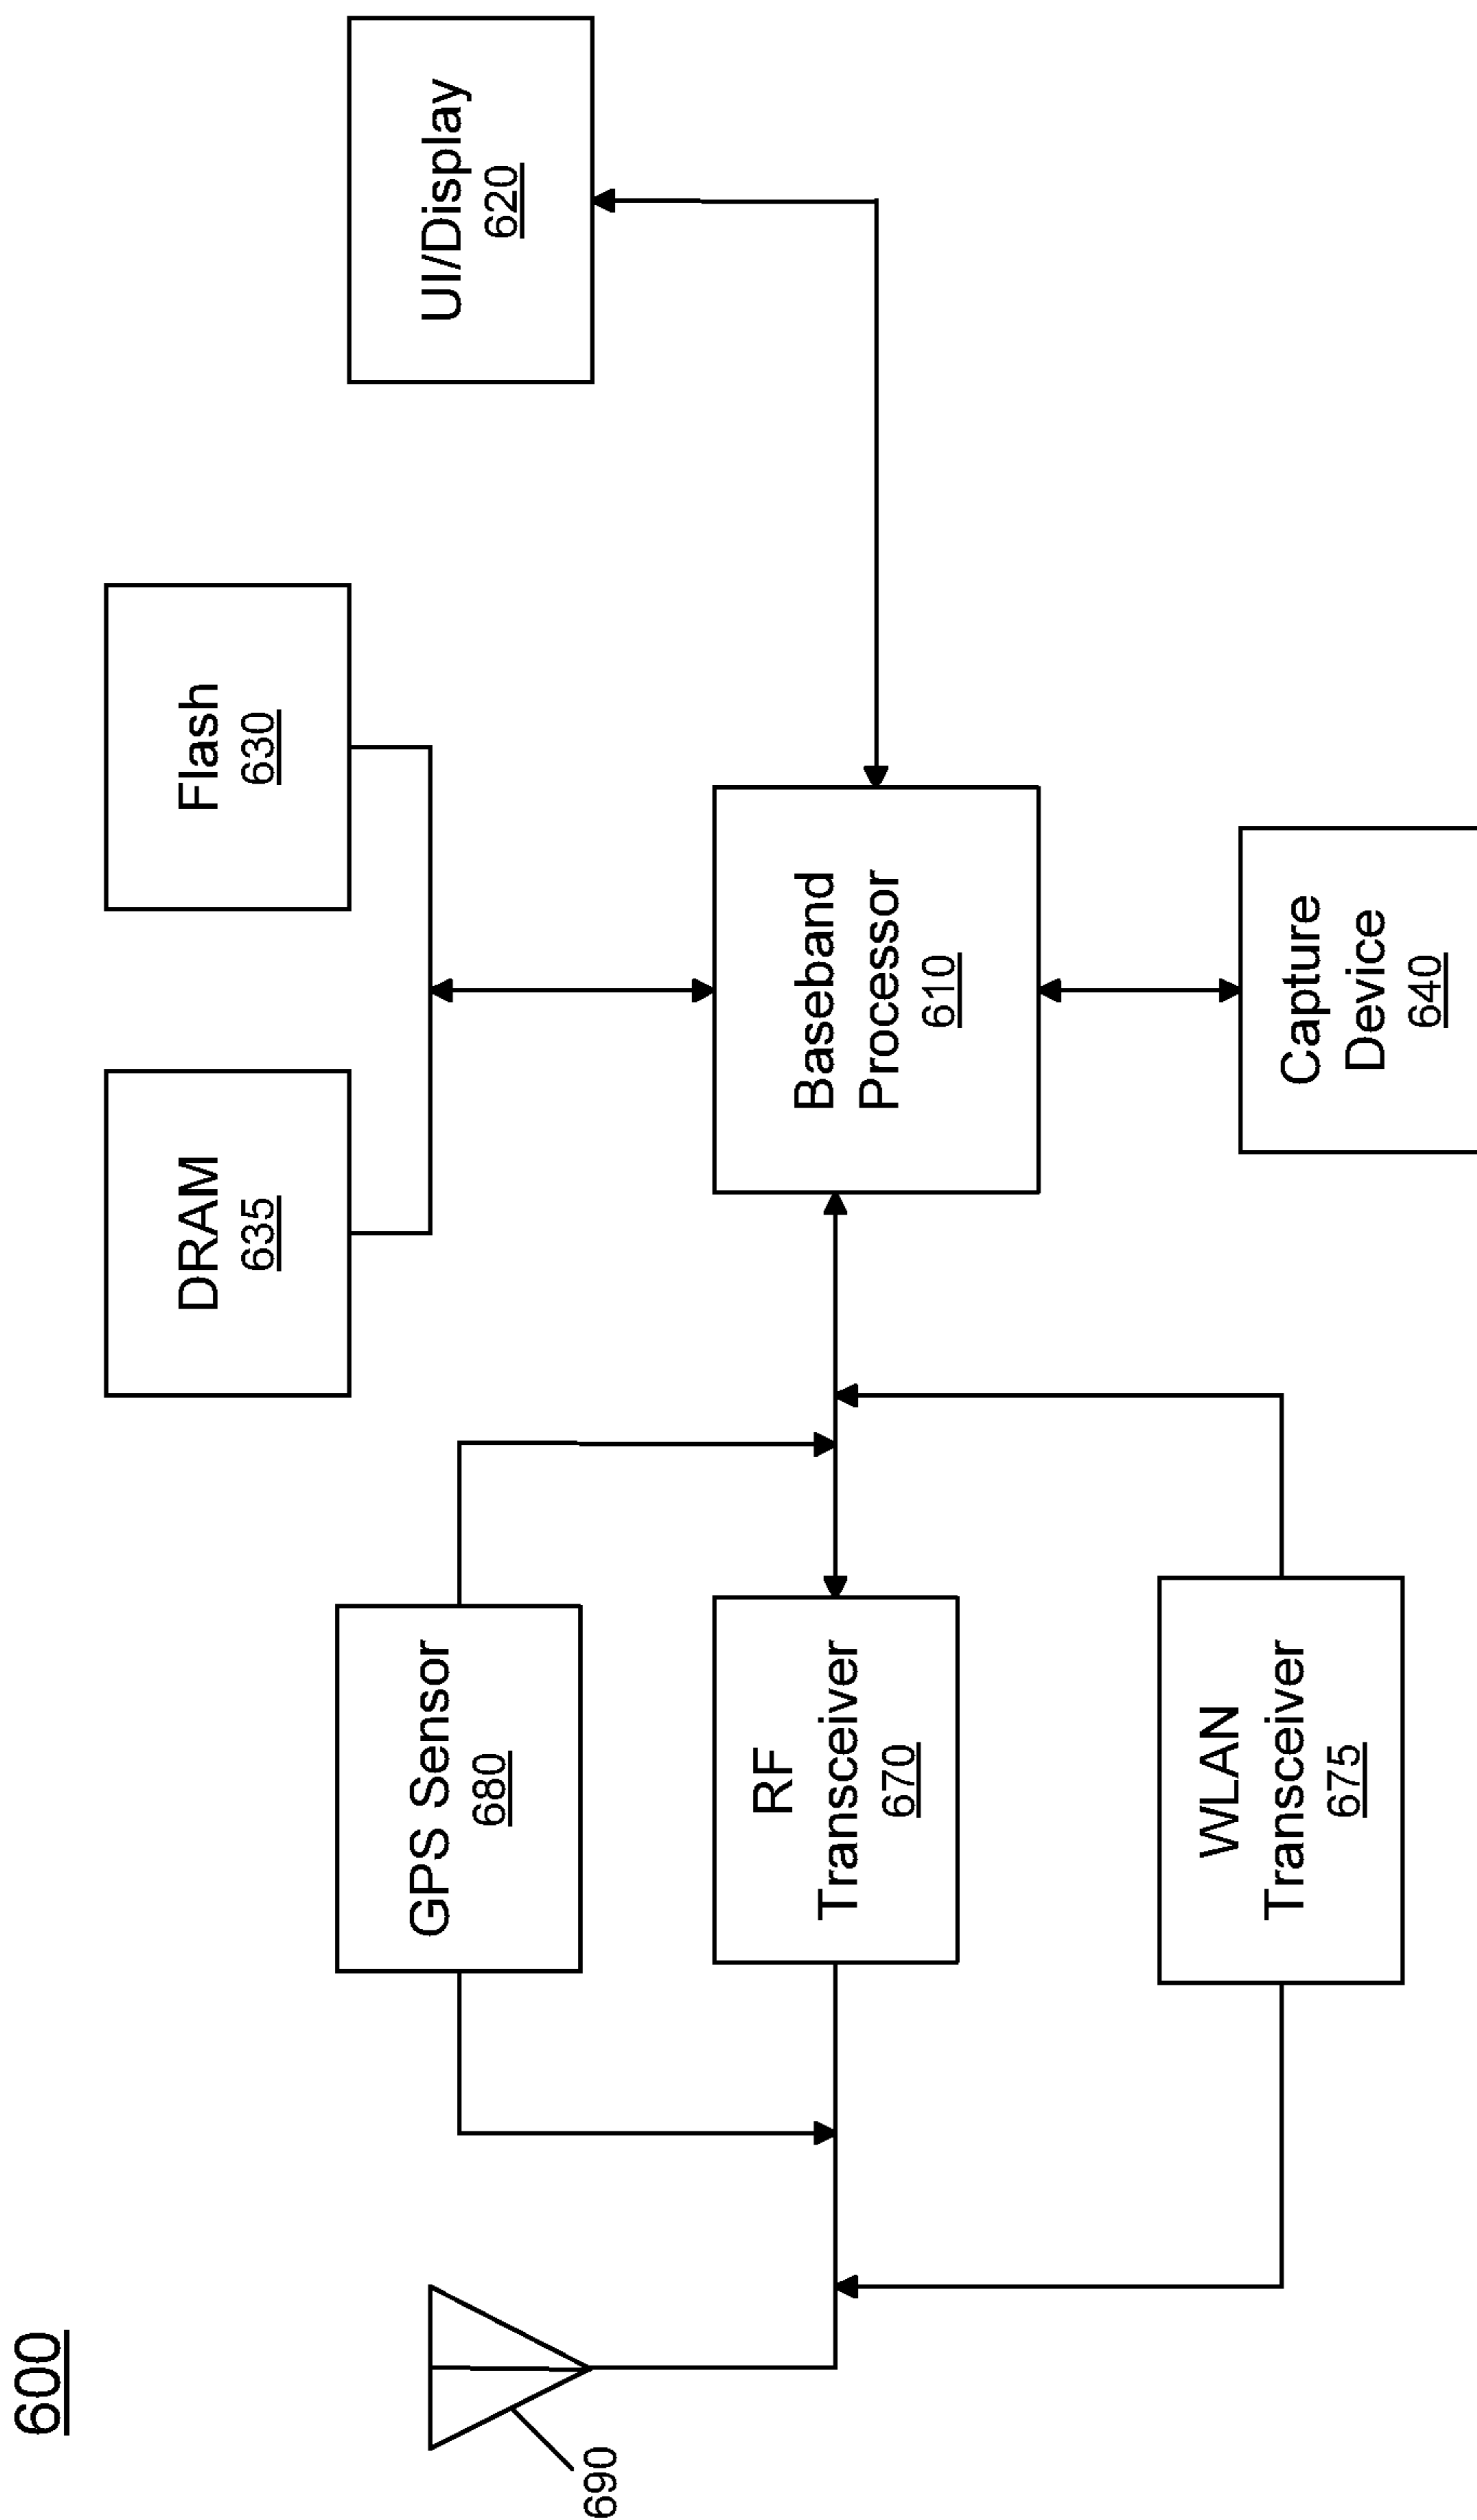 600
690
GPS Sensor
680
RF
Transceiver
670
WLAN
Transceiver
675
DRAM
635
Flash
630
Baseband
Processor
610
Capture
Device
640
UI/Display
620